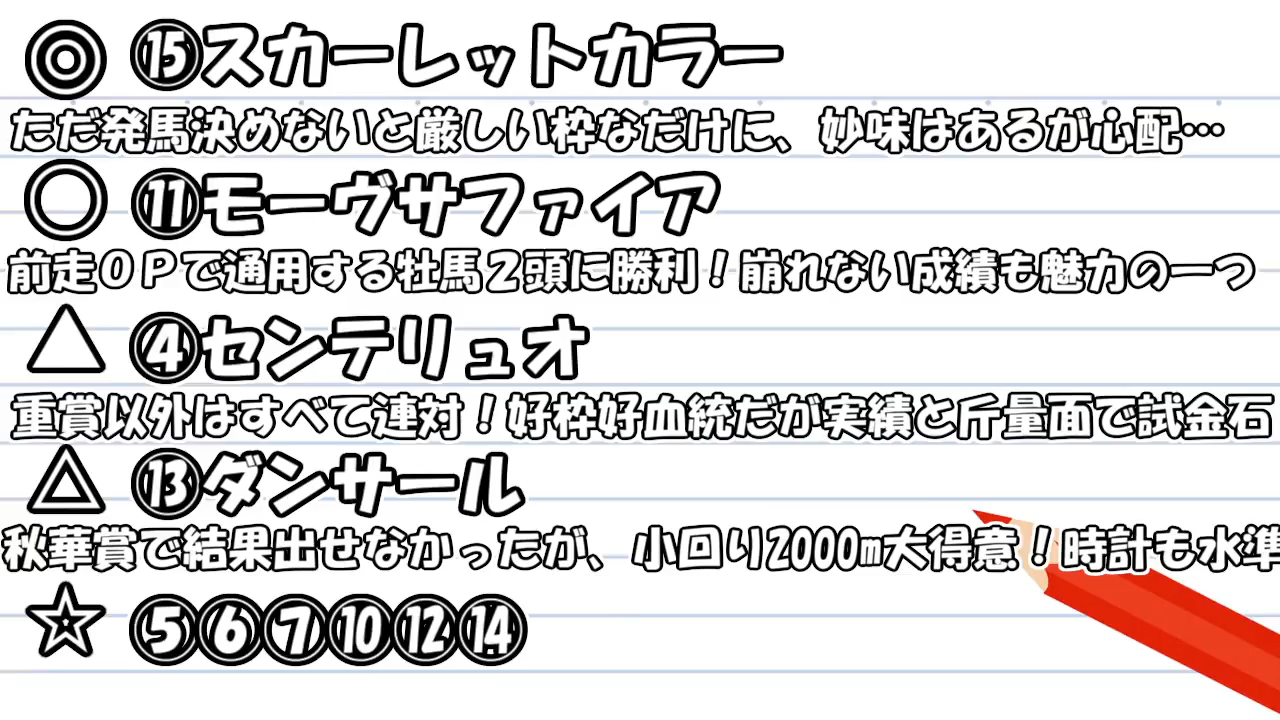 ◎ ⑮スカーレットカラー
ただ発馬決めないと厳しい枠なだけに、妙味はあるが心配…
○ ⑪モーヴサファイア
前走OPで通用する牡馬2頭に勝利！崩れない成績も魅力の一つ
△ ④センテリュオ
重賞以外はすべて連対！好枠好血統だが実績と斤量面で試金石
△ ⑬ダンサール
秋華賞で結果出せなかったが、小回り2000m大得意！時計も水準
☆ ⑤⑥⑦⑩⑫⑭